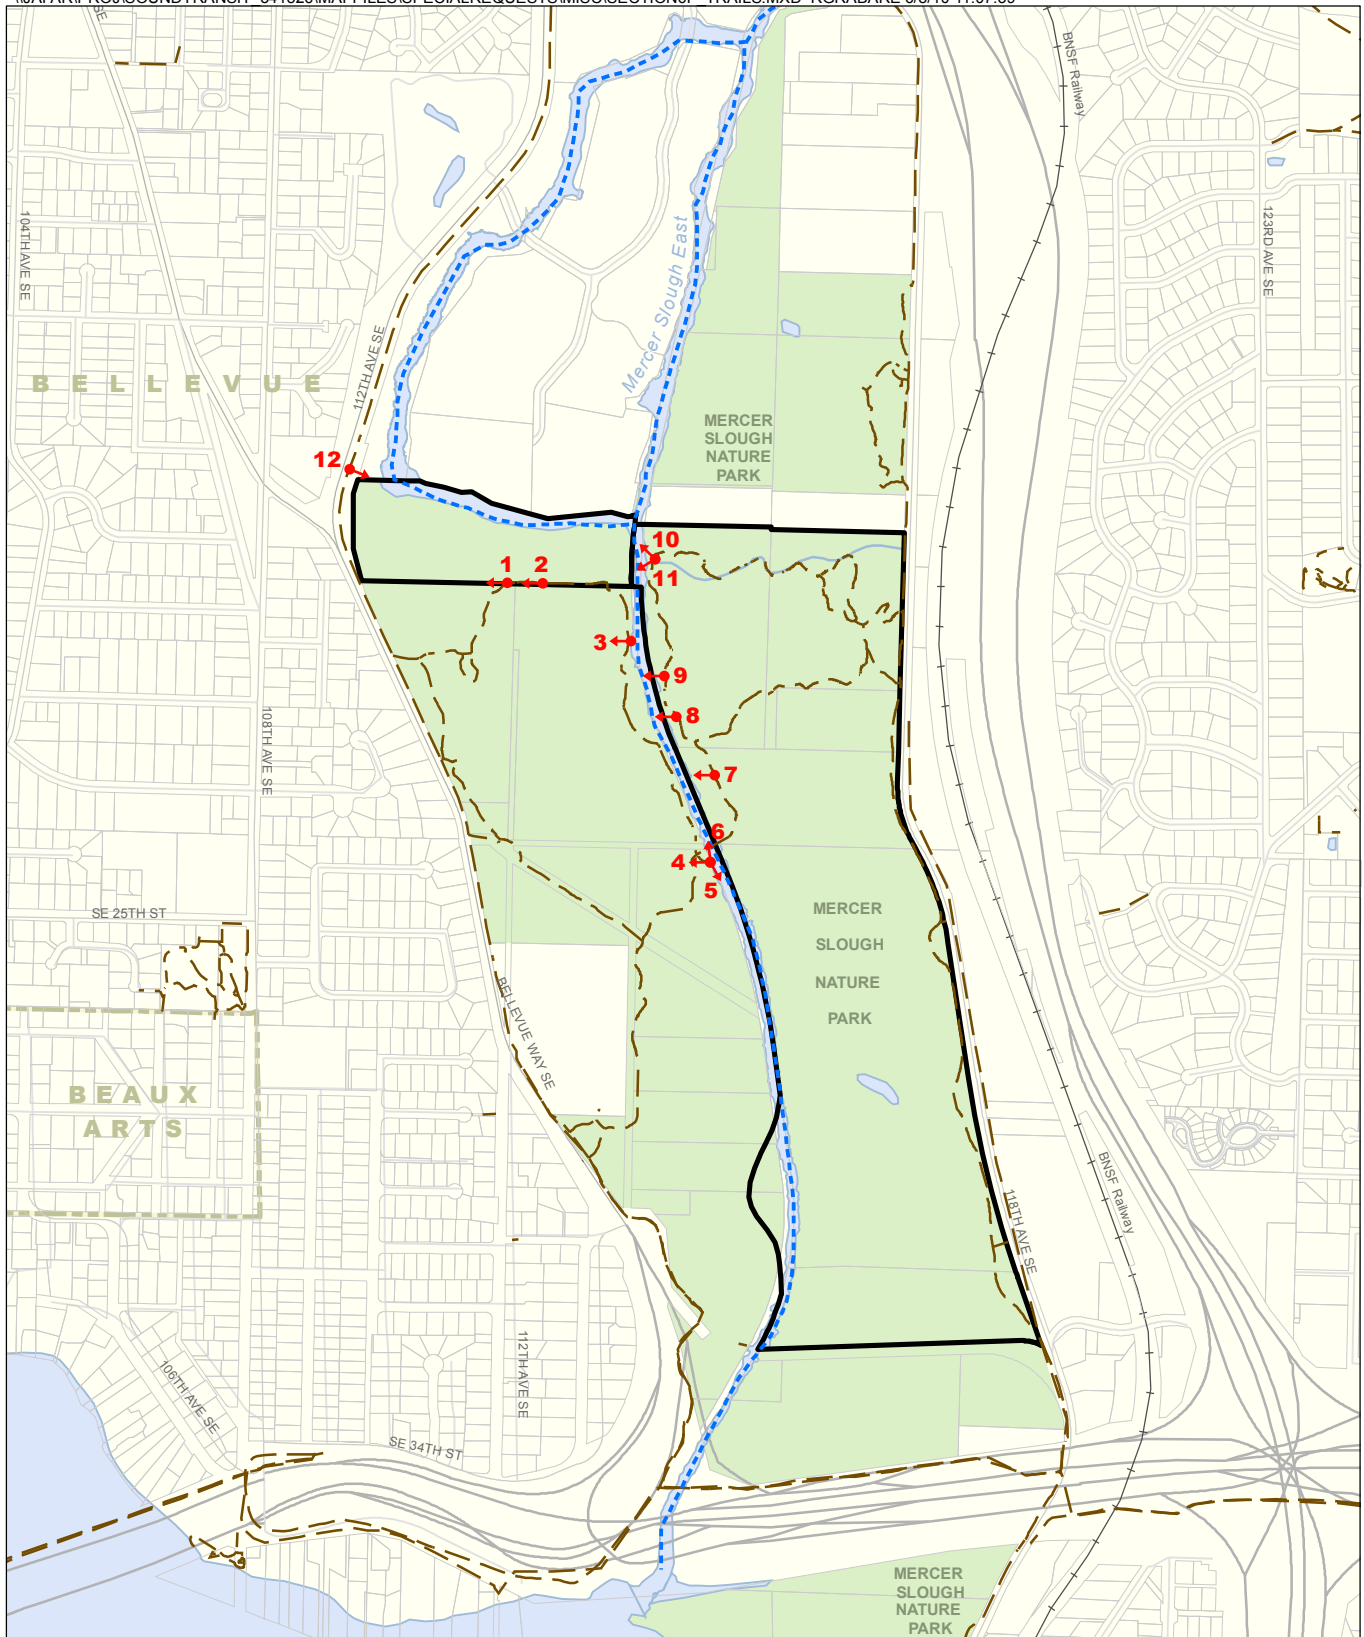 BNSF Railway
104TH AVE SE
123RD AVE SE
Mercer Slough East
112TH AVE SE
BELLEVUE
MERCER
SLOUGH
NATURE
PARK
12
10
11
1
2
3
9
8
7
6
4
5
108TH AVE SE
SE 25TH ST
MERCER
SLOUGH
NATURE
PARK
BELLEVUE WAY SE
BEAUX
ARTS
BNSF Railway
118TH AVE SE
112TH AVE SE
106TH AVE SE
SE 34TH ST
MERCER
SLOUGH
NATURE
PARK